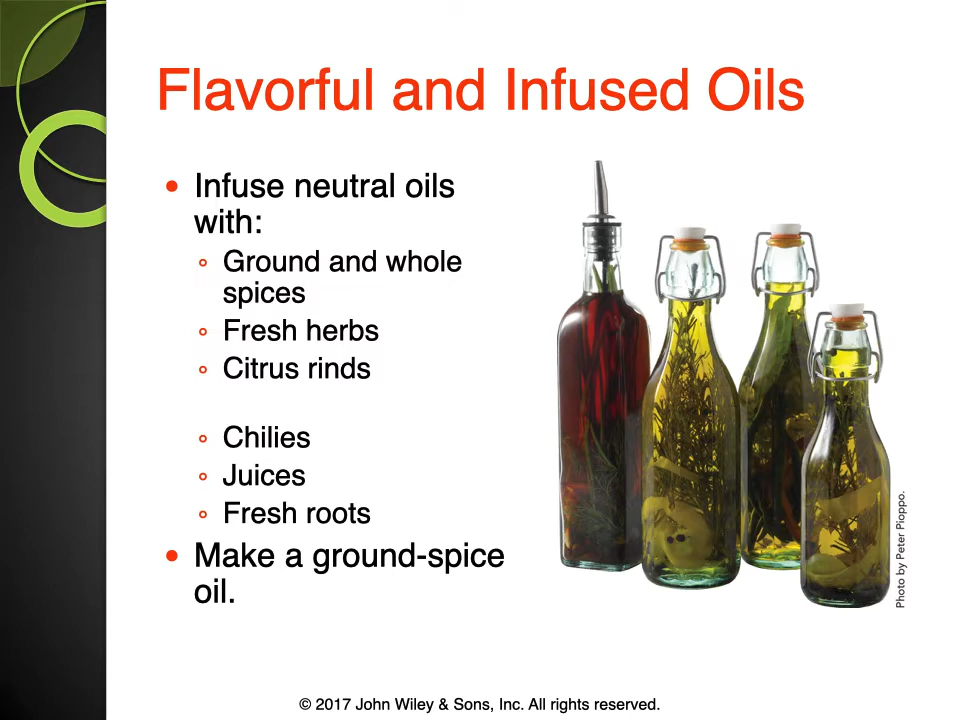 Flavorful and Infused Oils
• Infuse neutral oils
with:
◦ Ground and whole
spices
◦ Fresh herbs
◦ Citrus rinds
◦ Chilies
◦ Juices
◦ Fresh roots
• Make a ground-spice
oil.
Photo by Peter Pioppo.
© 2017 John Wiley & Sons, Inc. All rights reserved.